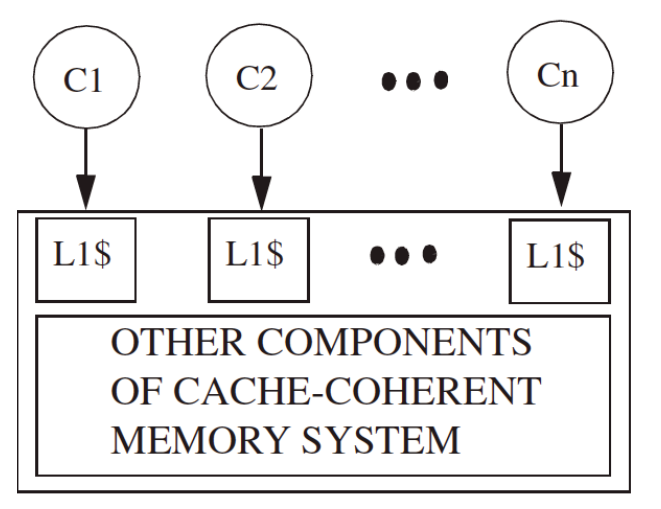 C1 C2 ••• Cn
L1$ L1$ ••• L1$
OTHER COMPONENTS
OF CACHE-COHERENT
MEMORY SYSTEM